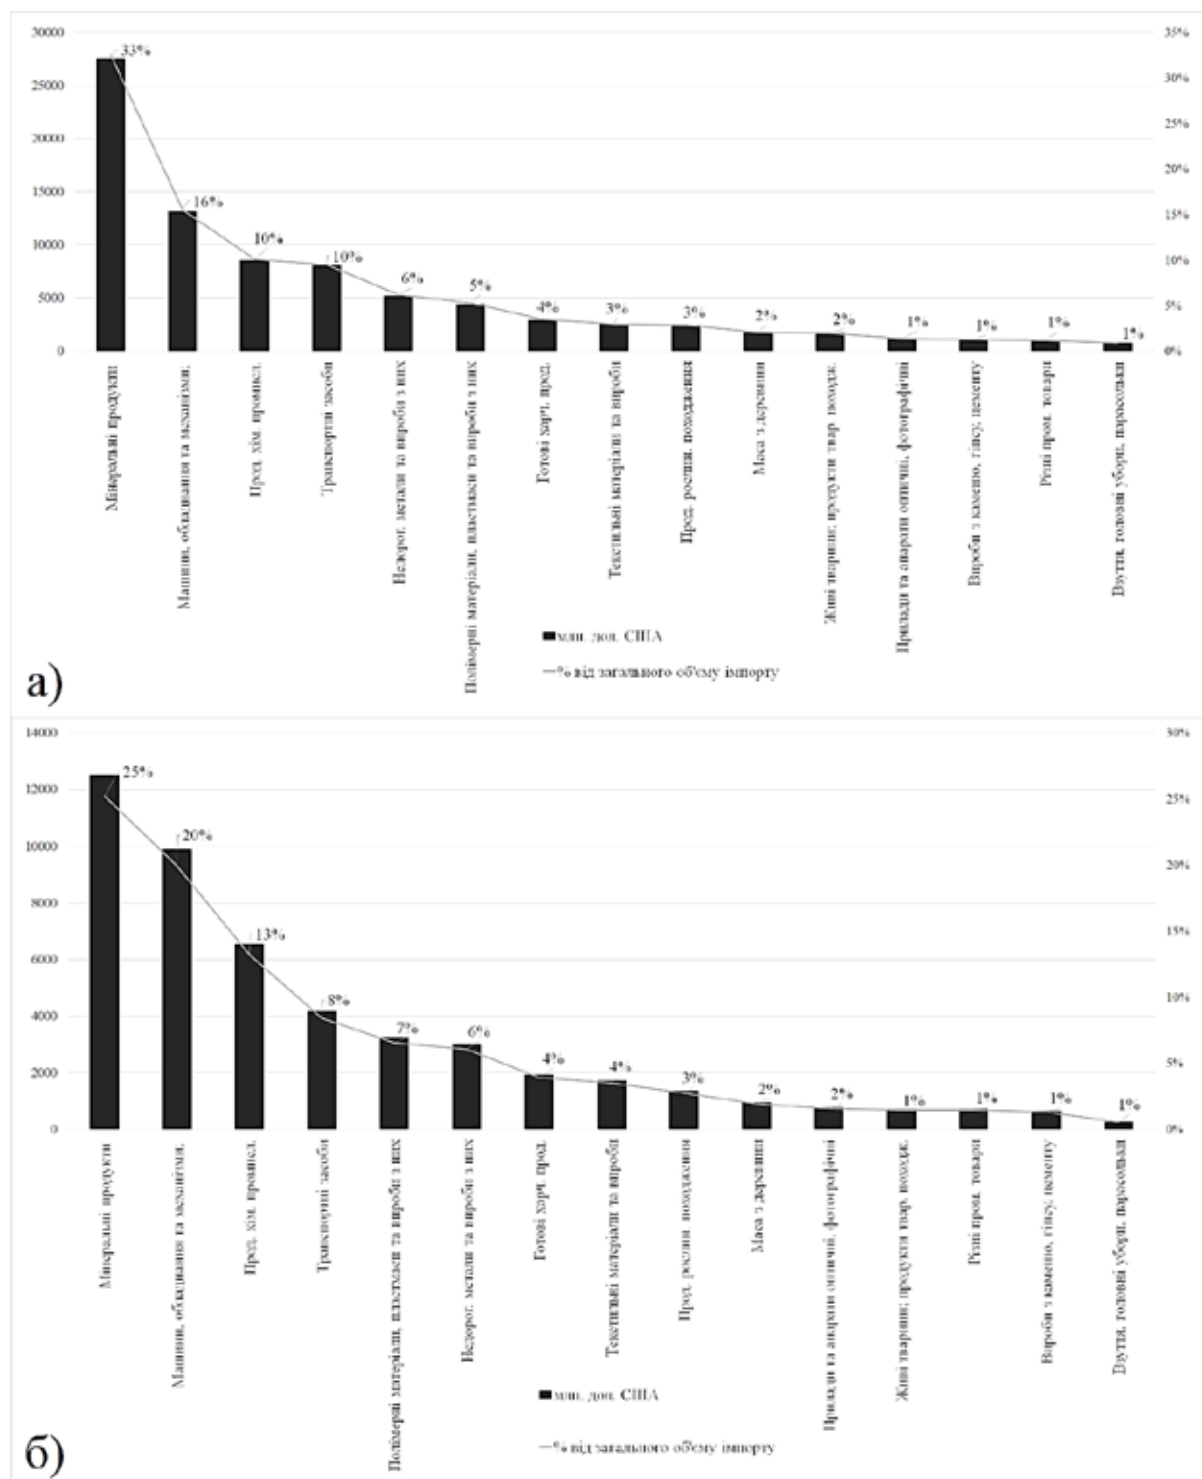 30000
25000
20000
15000
10000
5000
0
35%
30%
25%
20%
15%
10%
5%
0%
33%
16%
10%
10%
6%
5%
4%
3%
3%
2%
2%
1%
1%
1%
1%
Мінеральні продукти
Машини, обладнання та механізми;
Прод. хім. промисл.
Транспортні засоби
Недорог. метали та вироби з них
Полімерні матеріали, пластмаси та вироби з них
Готові харч. прод.
Текстильні матеріали та вироби
Прод. рослин. походження
Маса з деревини
Живі тварини; продукти твар. походж.
Прилади та апарати оптичні, фотографічні
Вироби з каменю, гіпсу, цементу
Різні пром. товари
Взуття, головні убори, парасольки
млн. дол. США
% від загального об'єму імпорту
а)
14000
12000
10000
8000
6000
4000
2000
0
30%
25%
20%
15%
10%
5%
0%
25%
20%
13%
8%
7%
6%
4%
4%
3%
2%
2%
1%
1%
1%
1%
Мінеральні продукти
Машини, обладнання та механізми;
Прод. хім. промисл.
Транспортні засоби
Полімерні матеріали, пластмаси та вироби з них
Недорог. метали та вироби з них
Готові харч. прод.
Текстильні матеріали та вироби
Прод. рослин. походження
Маса з деревини
Прилади та апарати оптичні, фотографічні
Живі тварини; продукти твар. походж.
Різні пром. товари
Вироби з каменю, гіпсу, цементу
Взуття, головні убори, парасольки
млн. дол. США
% від загального об'єму імпорту
б)